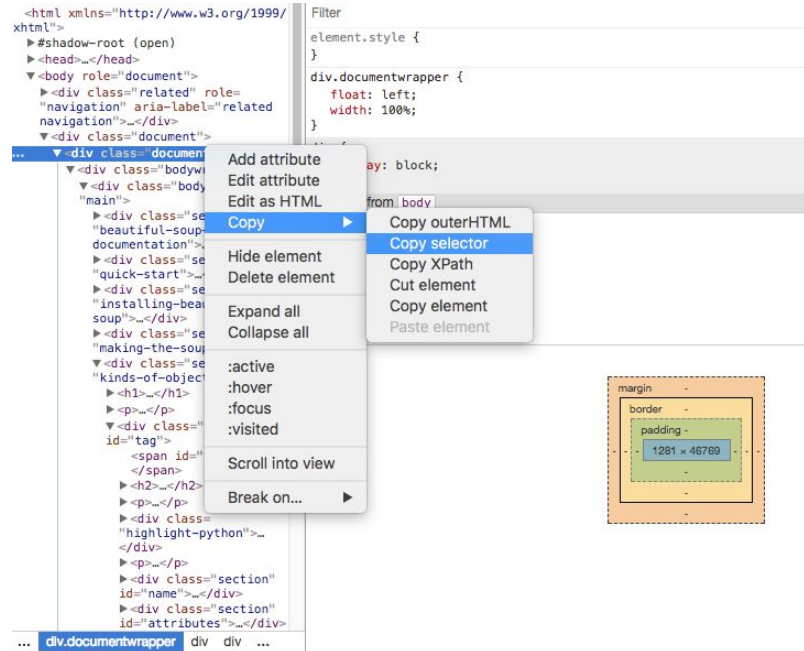 <html xmlns="http://www.w3.org/1999/
xhtml">
▶#shadow-root (open)
▶<head>…</head>
▼<body role="document">
▶<div class="related" role=
"navigation" aria-label="related
navigation">…</div>
▼<div class="document">
... ▼<div class="documen
▼<div class="bodyw
▼<div class="body
"main">
▶<div class="se
"beautiful-soup-
documentation">
▶<div class="se
"quick-start">…
▶<div class="se
"installing-beau
soup">…</div>
▶<div class="se
"making-the-soup
▼<div class="se
"kinds-of-object
▶<h1>…</h1>
▶<p>…</p>
▼<div class="
id="tag">
<span id="
</span>
▶<h2>…</h2>
▶<p>…</p>
▶<div class=
"highlight-python">…
</div>
▶<p>…</p>
▶<div class="section"
id="name">…</div>
▶<div class="section"
id="attributes">…</div>
... div.documentwrapper div div ...
Add attribute
Edit attribute
Edit as HTML
Copy ▶
Hide element
Delete element
Expand all
Collapse all
:active
:hover
:focus
:visited
Scroll into view
Break on... ▶
Copy outerHTML
Copy selector
Copy XPath
Cut element
Copy element
Paste element
Filter
element.style {
}
div.documentwrapper {
float: left;
width: 100%;
}
ay: block;
from body
margin -
border -
padding -
- - - 1281 × 46769 - - -
-
-
-